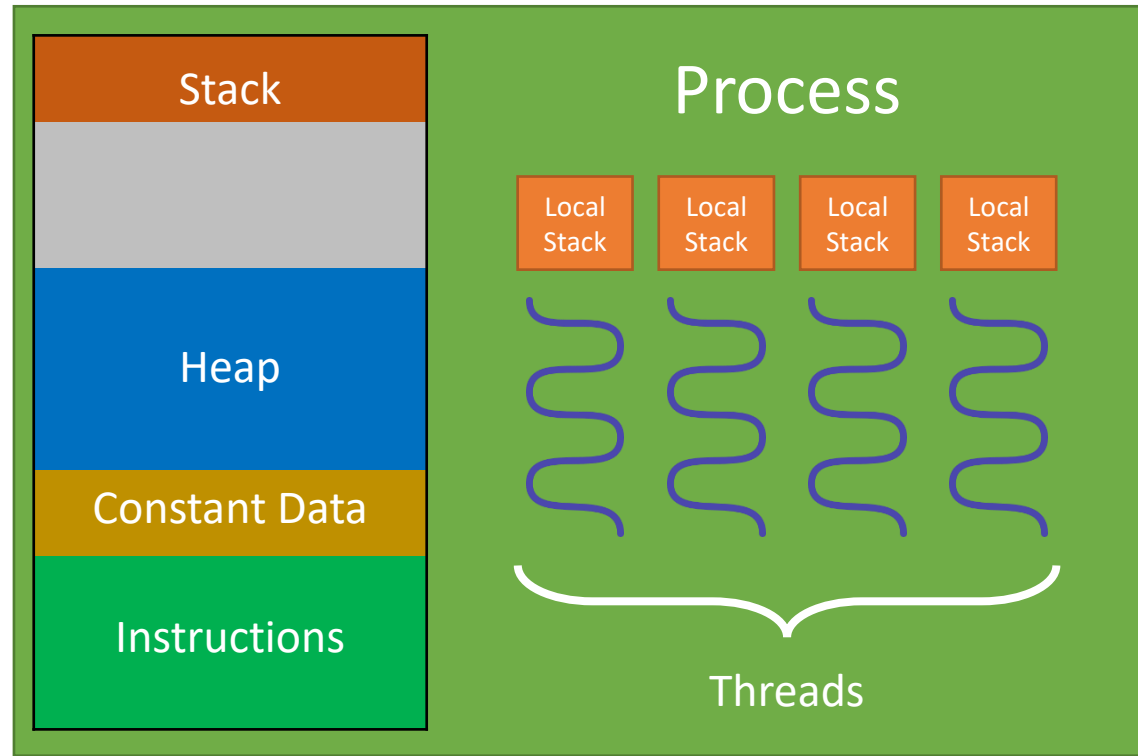 Stack
Heap
Constant Data
Instructions
Process
Local
Stack
Local
Stack
Local
Stack
Local
Stack
Threads